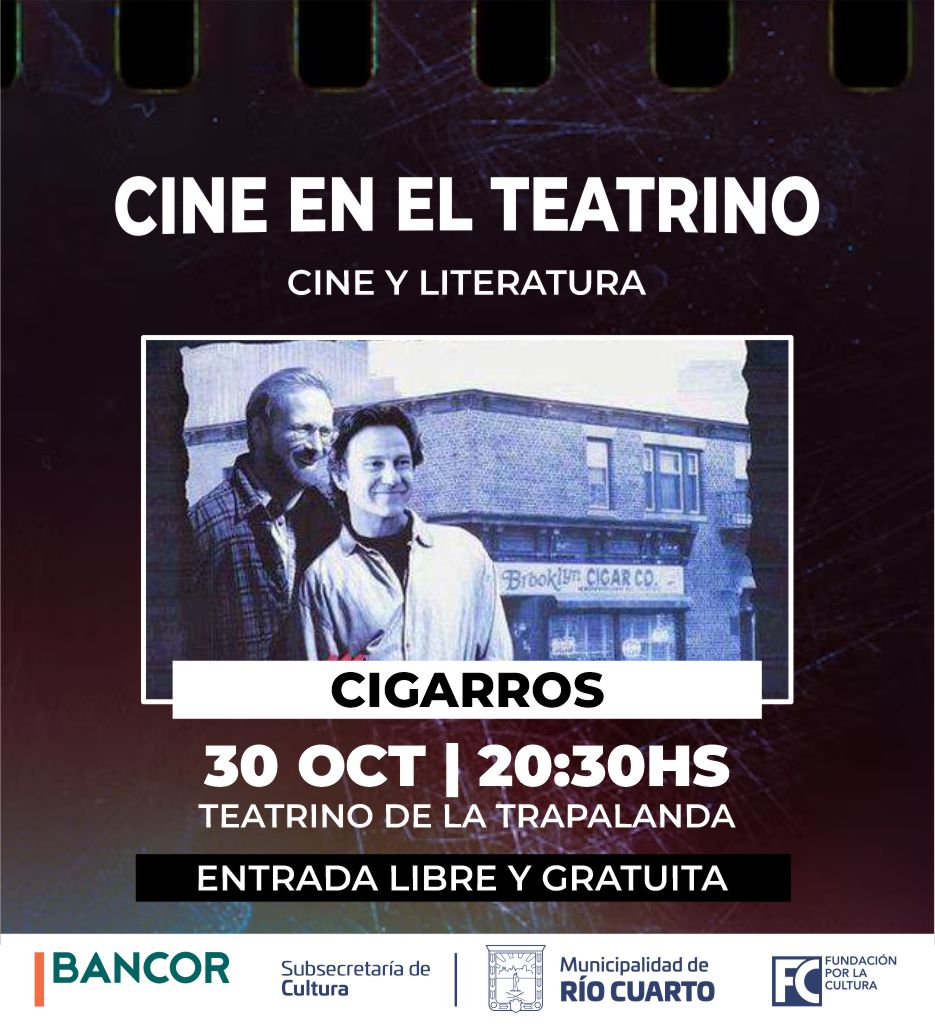 CINE EN EL TEATRINO
CINE Y LITERATURA
Brooklyn CIGAR CO.
CIGARROS
30 OCT | 20:30HS
TEATRINO DE LA TRAPALANDA
ENTRADA LIBRE Y GRATUITA
BANCOR
Subsecretaría de
Cultura
Municipalidad de
RÍO CUARTO
FC
FUNDACIÓN
POR LA
CULTURA